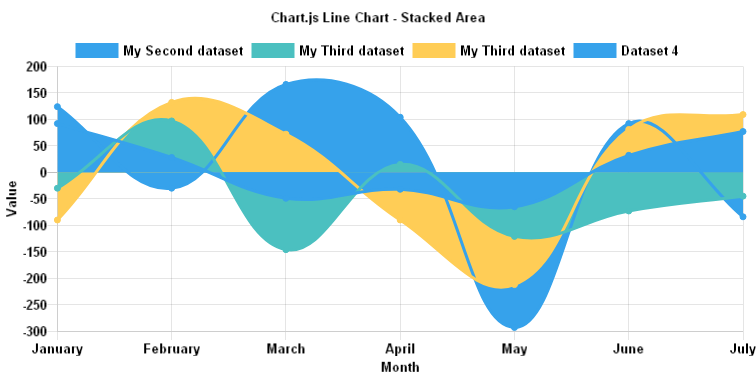 Chart.js Line Chart - Stacked Area
My Second dataset My Third dataset My Third dataset Dataset 4
200
150
100
50
0
-50
-100
-150
-200
-250
-300
Value
January February March April May June July
Month